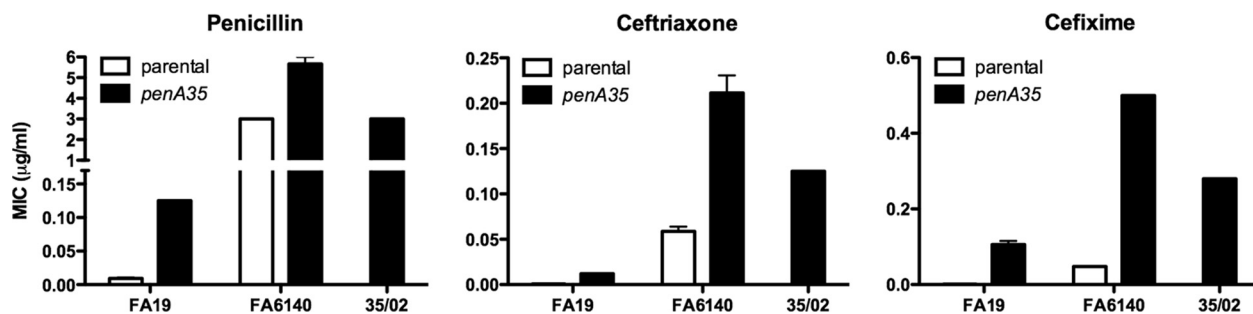 Penicillin
MIC (μg/ml)
6
5
4
3
2
1
0.15
0.10
0.05
0.00
parental
penA35
FA19 FA6140 35/02
Ceftriaxone
0.25
0.20
0.15
0.10
0.05
0.00
parental
penA35
FA19 FA6140 35/02
Cefixime
0.6
0.4
0.2
0.0
parental
penA35
FA19 FA6140 35/02